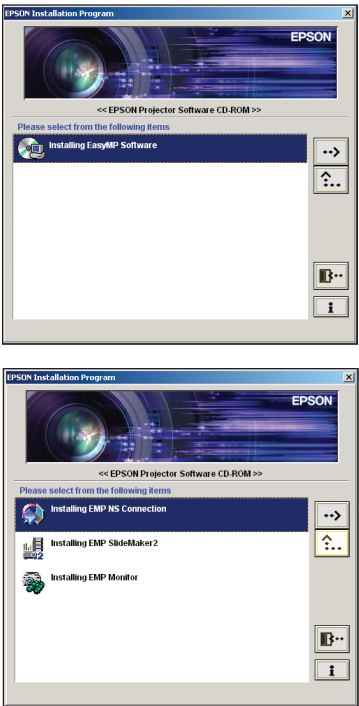 EPSON Installation Program
EPSON
<< EPSON Projector Software CD-ROM >>
Please select from the following items
Installing EasyMP Software
EPSON Installation Program
EPSON
<< EPSON Projector Software CD-ROM >>
Please select from the following items
Installing EMP NS Connection
Installing EMP SlideMaker2
Installing EMP Monitor